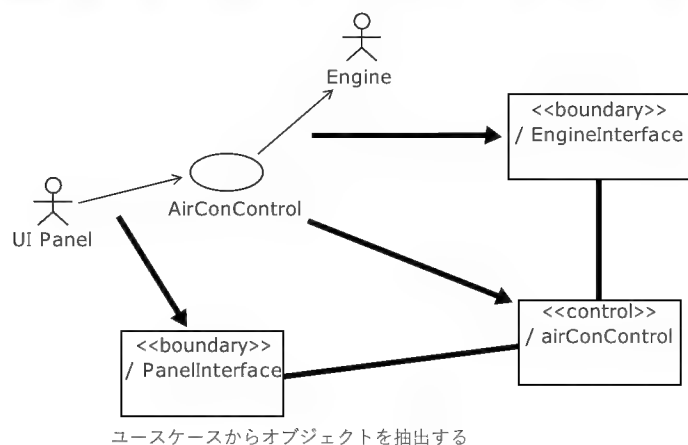 Engine
<<boundary>>
/ EngineInterface
AirConControl
UI Panel
<<control>>
/ airConControl
<<boundary>>
/ PanelInterface
ユースケースからオブジェクトを抽出する